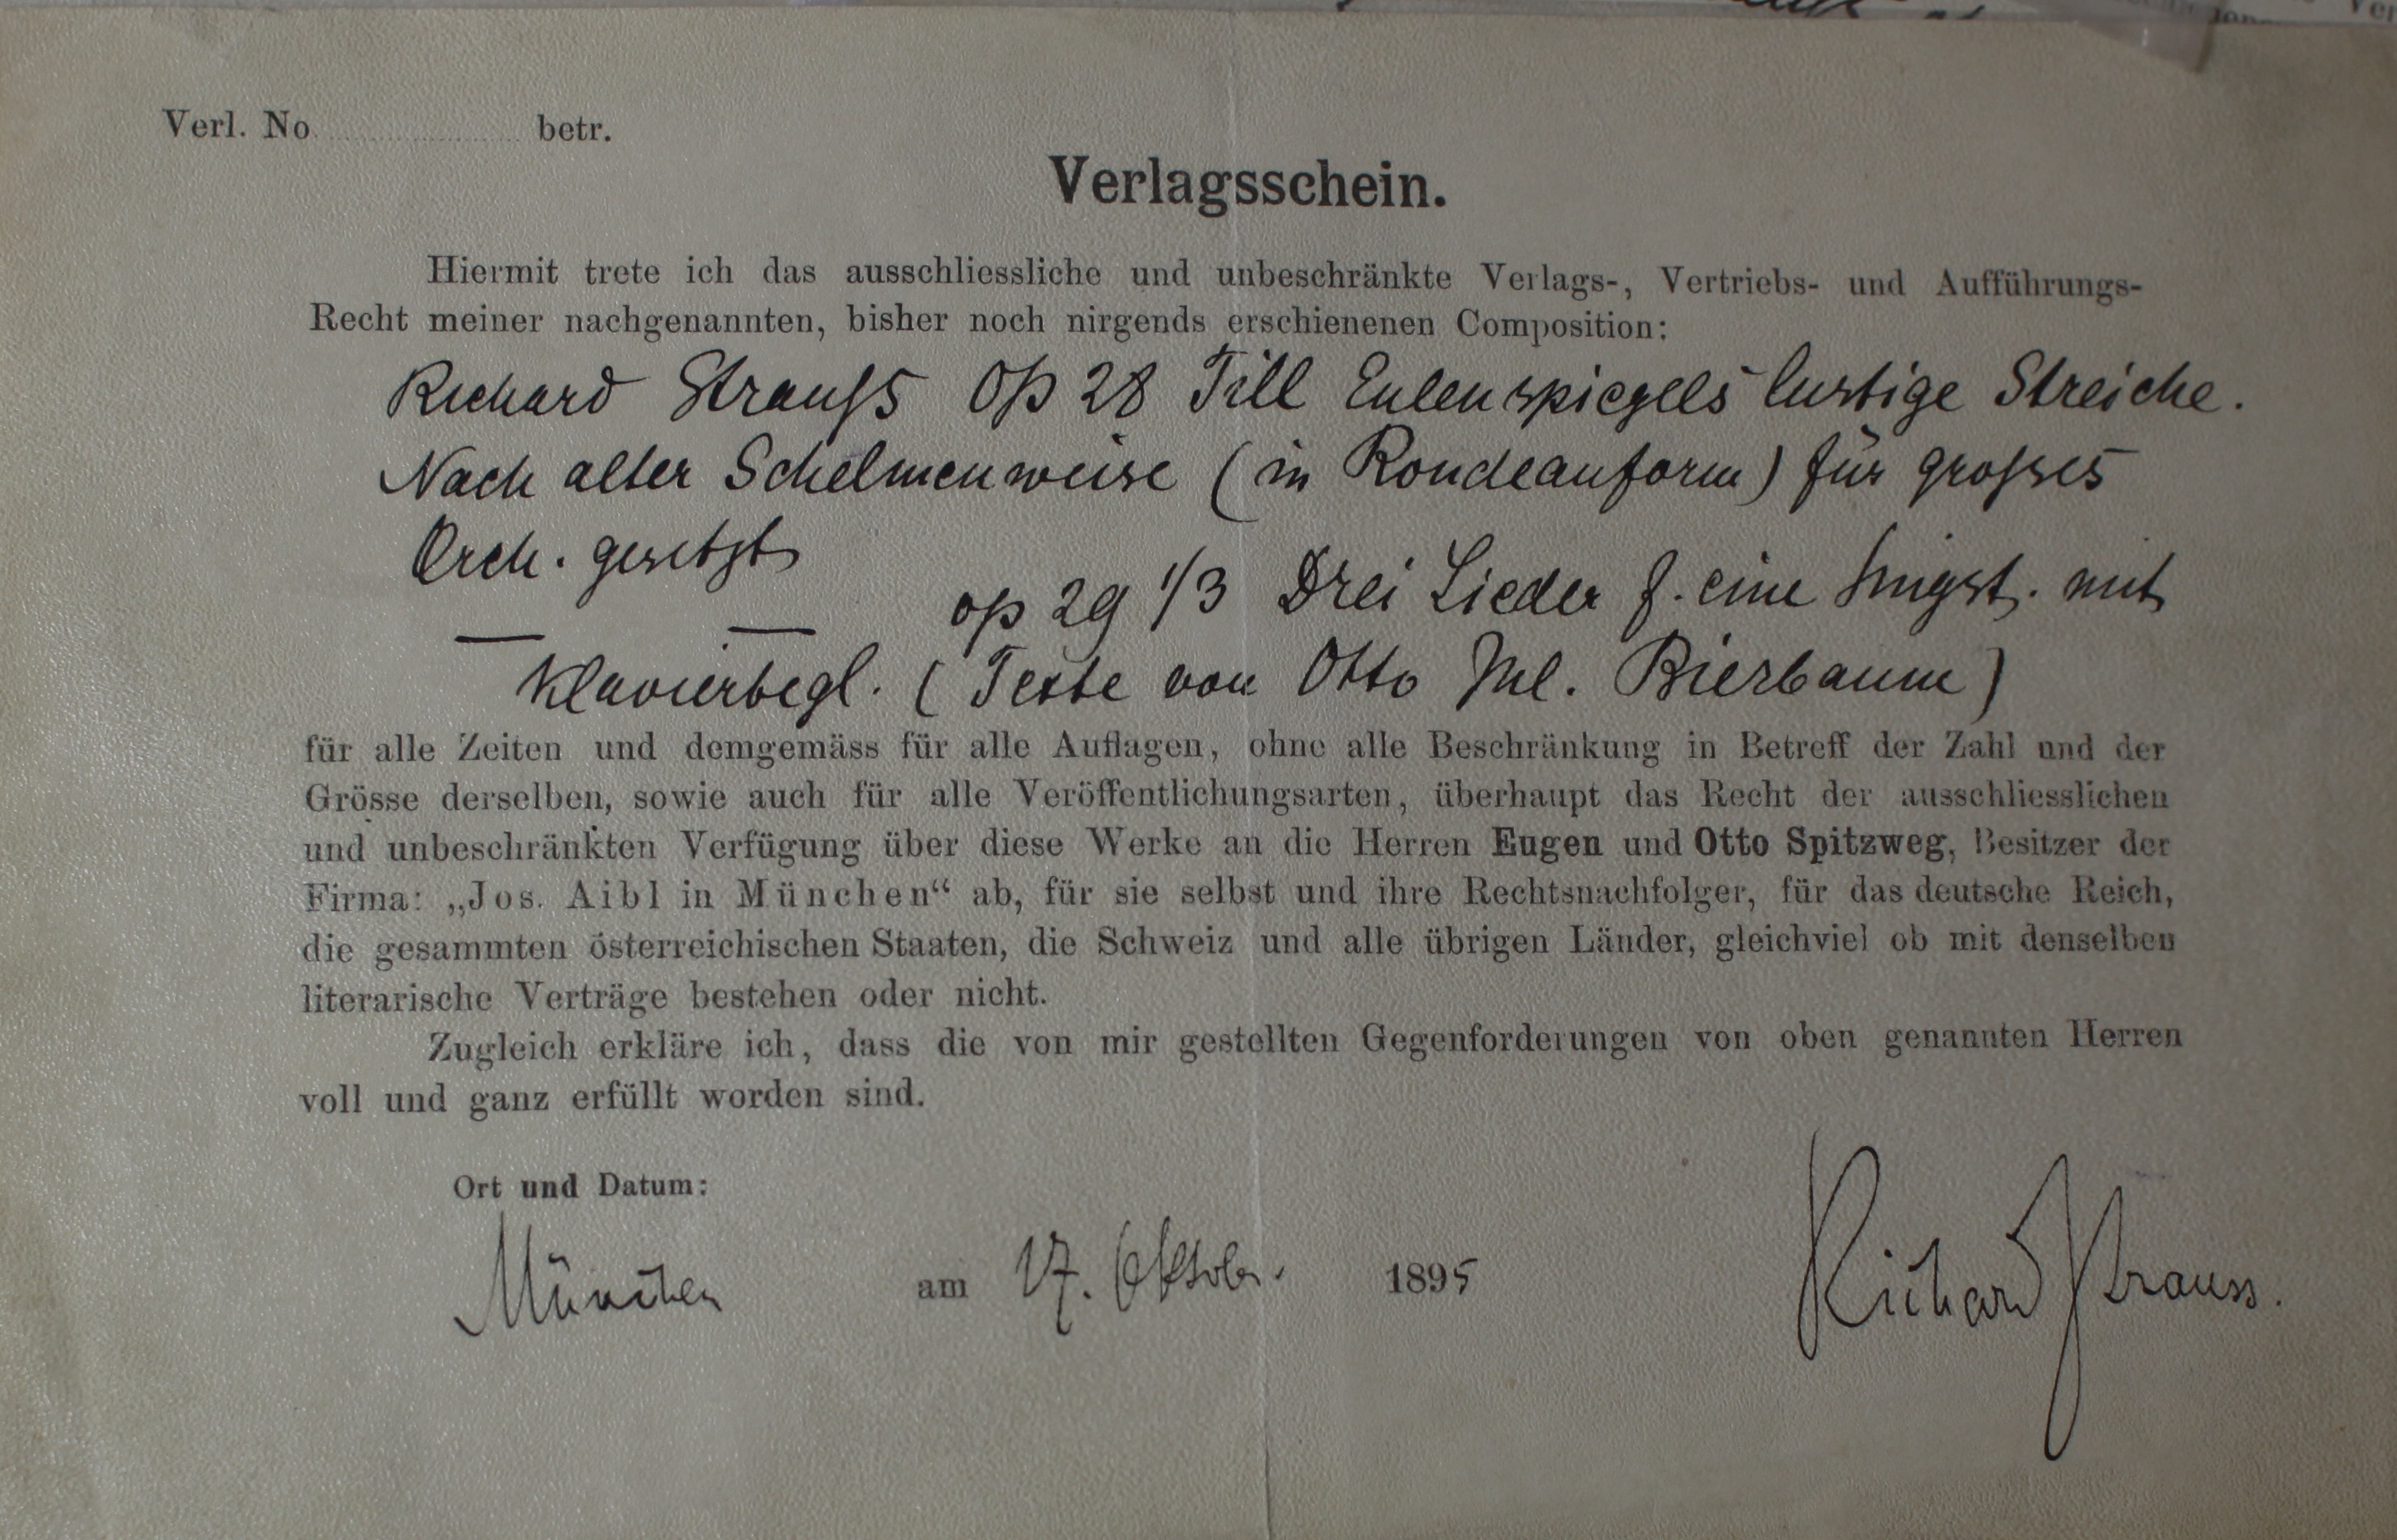 Verl. No. betr.
Verlagsschein.
Hiermit trete ich das ausschliessliche und unbeschränkte Verlags-, Vertriebs- und Aufführungs-
Recht meiner nachgenannten, bisher noch nirgends erschienenen Composition:
Richard Strauß Op 28 Till Eulenspiegels lustige Streiche.
Nach alter Schelmenweise (in Rondeauform) für großes
Orch. gesetzt
op 29 1/3 Drei Lieder f. eine Singst. mit
Klavierbegl. (Texte von Otto Jul. Bierbaum)
für alle Zeiten und demgemäss für alle Auflagen, ohne alle Beschränkung in Betreff der Zahl und der
Grösse derselben, sowie auch für alle Veröffentlichungsarten, überhaupt das Recht der ausschliesslichen
und unbeschränkten Verfügung über diese Werke an die Herren Eugen und Otto Spitzweg, Besitzer der
Firma: „Jos. Aibl in München“ ab, für sie selbst und ihre Rechtsnachfolger, für das deutsche Reich,
die gesammten österreichischen Staaten, die Schweiz und alle übrigen Länder, gleichviel ob mit denselben
literarische Verträge bestehen oder nicht.
Zugleich erkläre ich, dass die von mir gestellten Gegenforderungen von oben genannten Herren
voll und ganz erfüllt worden sind.
Ort und Datum:
München am 17. Oktober. 1895
Richard Strauss.